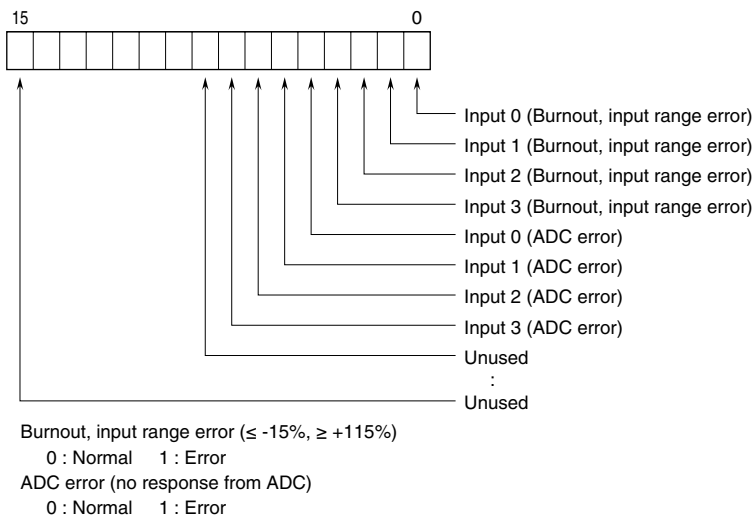 15 0
Input 0 (Burnout, input range error)
Input 1 (Burnout, input range error)
Input 2 (Burnout, input range error)
Input 3 (Burnout, input range error)
Input 0 (ADC error)
Input 1 (ADC error)
Input 2 (ADC error)
Input 3 (ADC error)
Unused
:
Unused
Burnout, input range error (≤ -15%, ≥ +115%)
0 : Normal 1 : Error
ADC error (no response from ADC)
0 : Normal 1 : Error